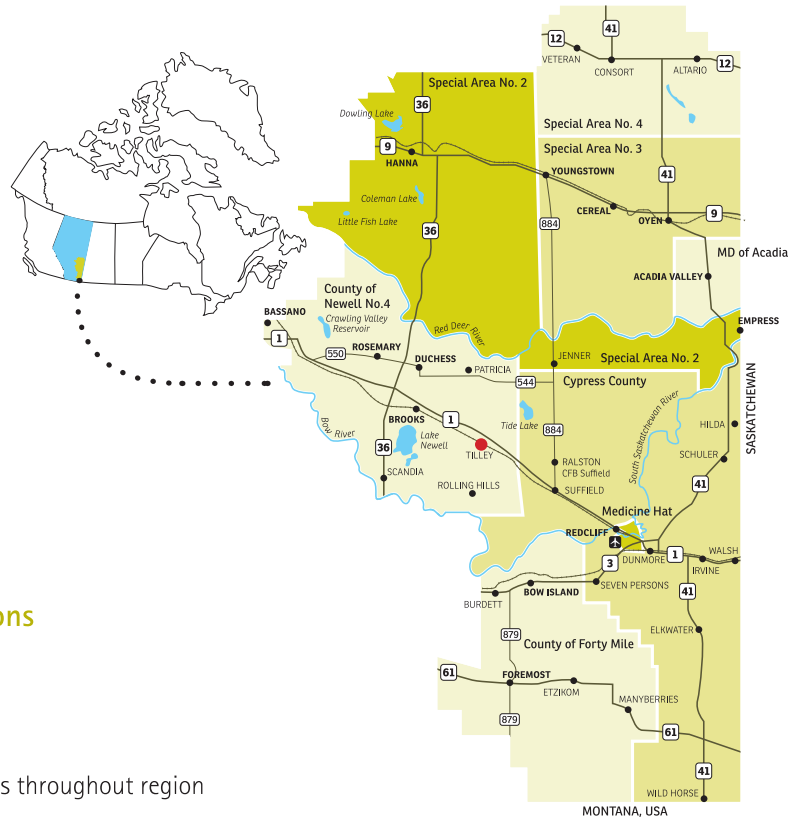 41
12
VETERAN
CONSORT
ALTARIO
12
Special Area No. 2
36
Dowling Lake
Special Area No. 4
9
HANNA
Special Area No. 3
YOUNGSTOWN
41
Coleman Lake
CEREAL
9
Little Fish Lake
OYEN
884
36
MD of Acadia
ACADIA VALLEY
County of
Newell No.4
BASSANO
Crawling Valley
Reservoir
Red Deer
River
EMPRESS
1
550
ROSEMARY
DUCHESS
PATRICIA
JENNER
Special Area No. 2
544
Cypress County
SASKATCHEWAN
BROOKS
1
Tide Lake
South Saskatchewan River
Bow River
884
HILDA
36
Lake
Newell
TILLEY
SCHULER
SCANDIA
RALSTON
CFB Suffield
41
ROLLING HILLS
SUFFIELD
Medicine Hat
REDCLIFF
DUNMORE
1
WALSH
3
IRVINE
SEVEN PERSONS
BOW ISLAND
41
BURDETT
ons
879
County of Forty Mile
ELKWATER
61
FOREMOST
ETZIKOM
MANYBERRIES
879
61
41
s throughout region
WILD HORSE
MONTANA, USA